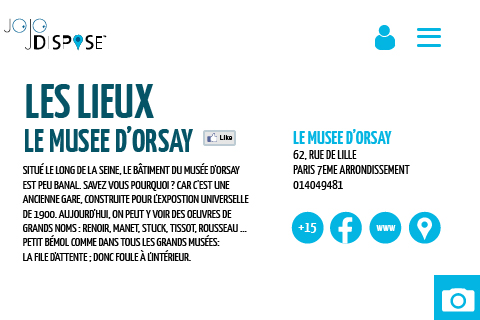 JOJO
DISPOSE
LES LIEUX
LE MUSEE D'ORSAY
Like
SITUÉ LE LONG DE LA SEINE, LE BÂTIMENT DU MUSÉE D'ORSAY
EST PEU BANAL. SAVEZ VOUS POURQUOI ? CAR C'EST UNE
ANCIENNE GARE, CONSTRUITE POUR L'EXPOSTION UNIVERSELLE
DE 1900. AUJOURD'HUI, ON PEUT Y VOIR DES OEUVRES DE
GRANDS NOMS : RENOIR, MANET, STUCK, TISSOT, ROUSSEAU ...
PETIT BÉMOL COMME DANS TOUS LES GRANDS MUSÉES:
LA FILE D'ATTENTE ; DONC FOULE À L'INTÉRIEUR.
LE MUSEE D'ORSAY
62, RUE DE LILLE
PARIS 7EME ARRONDISSEMENT
014049481
+15
f
www